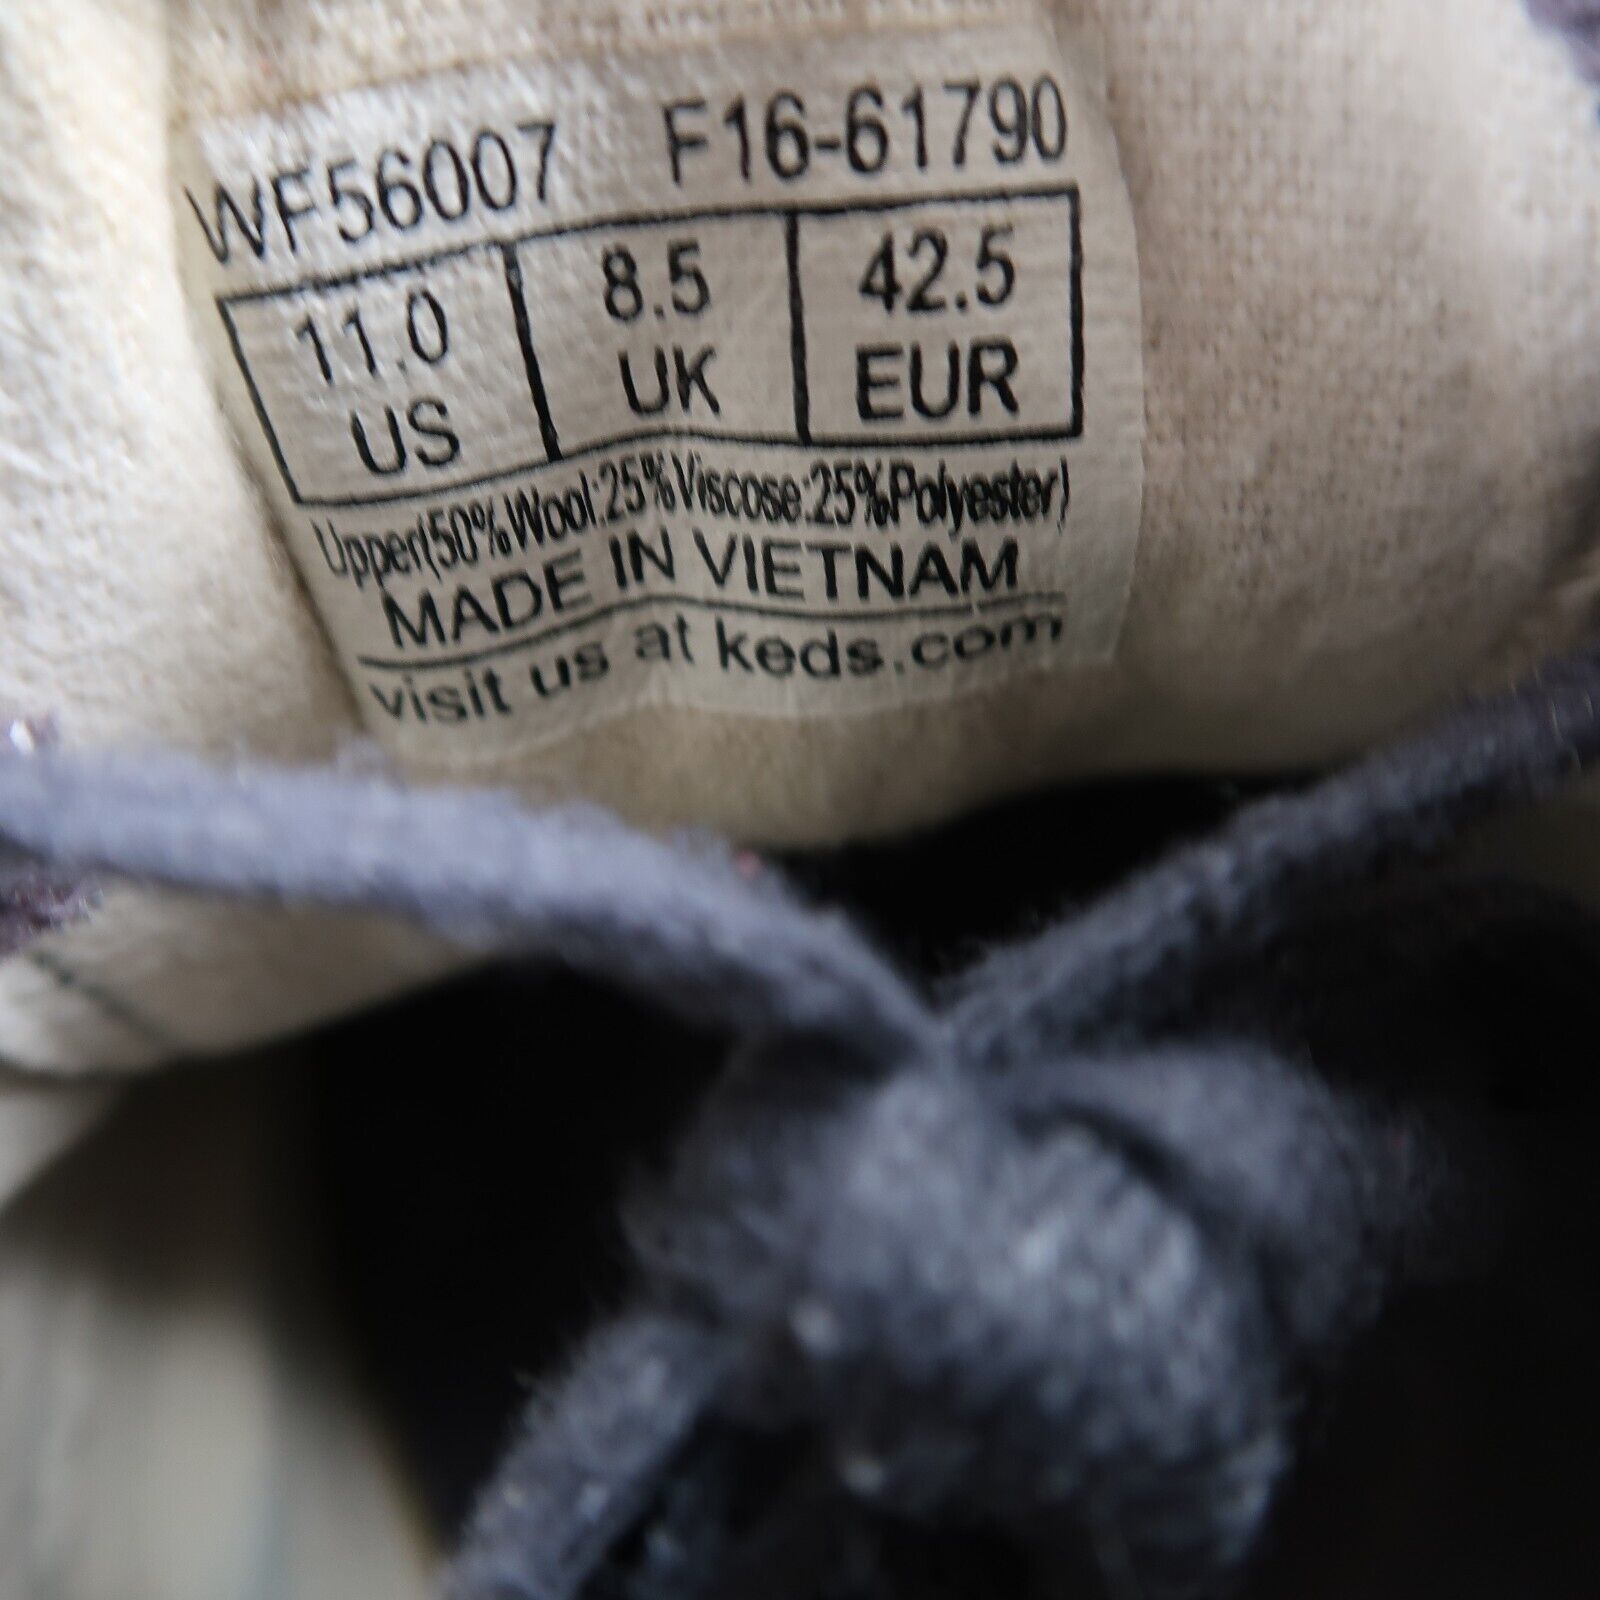 WF56007 F16-61790
11.0 8.5 42.5
US UK EUR
Upper(50%Wool:25%Viscose:25%Polyester)
MADE IN VIETNAM
visit us at keds.com